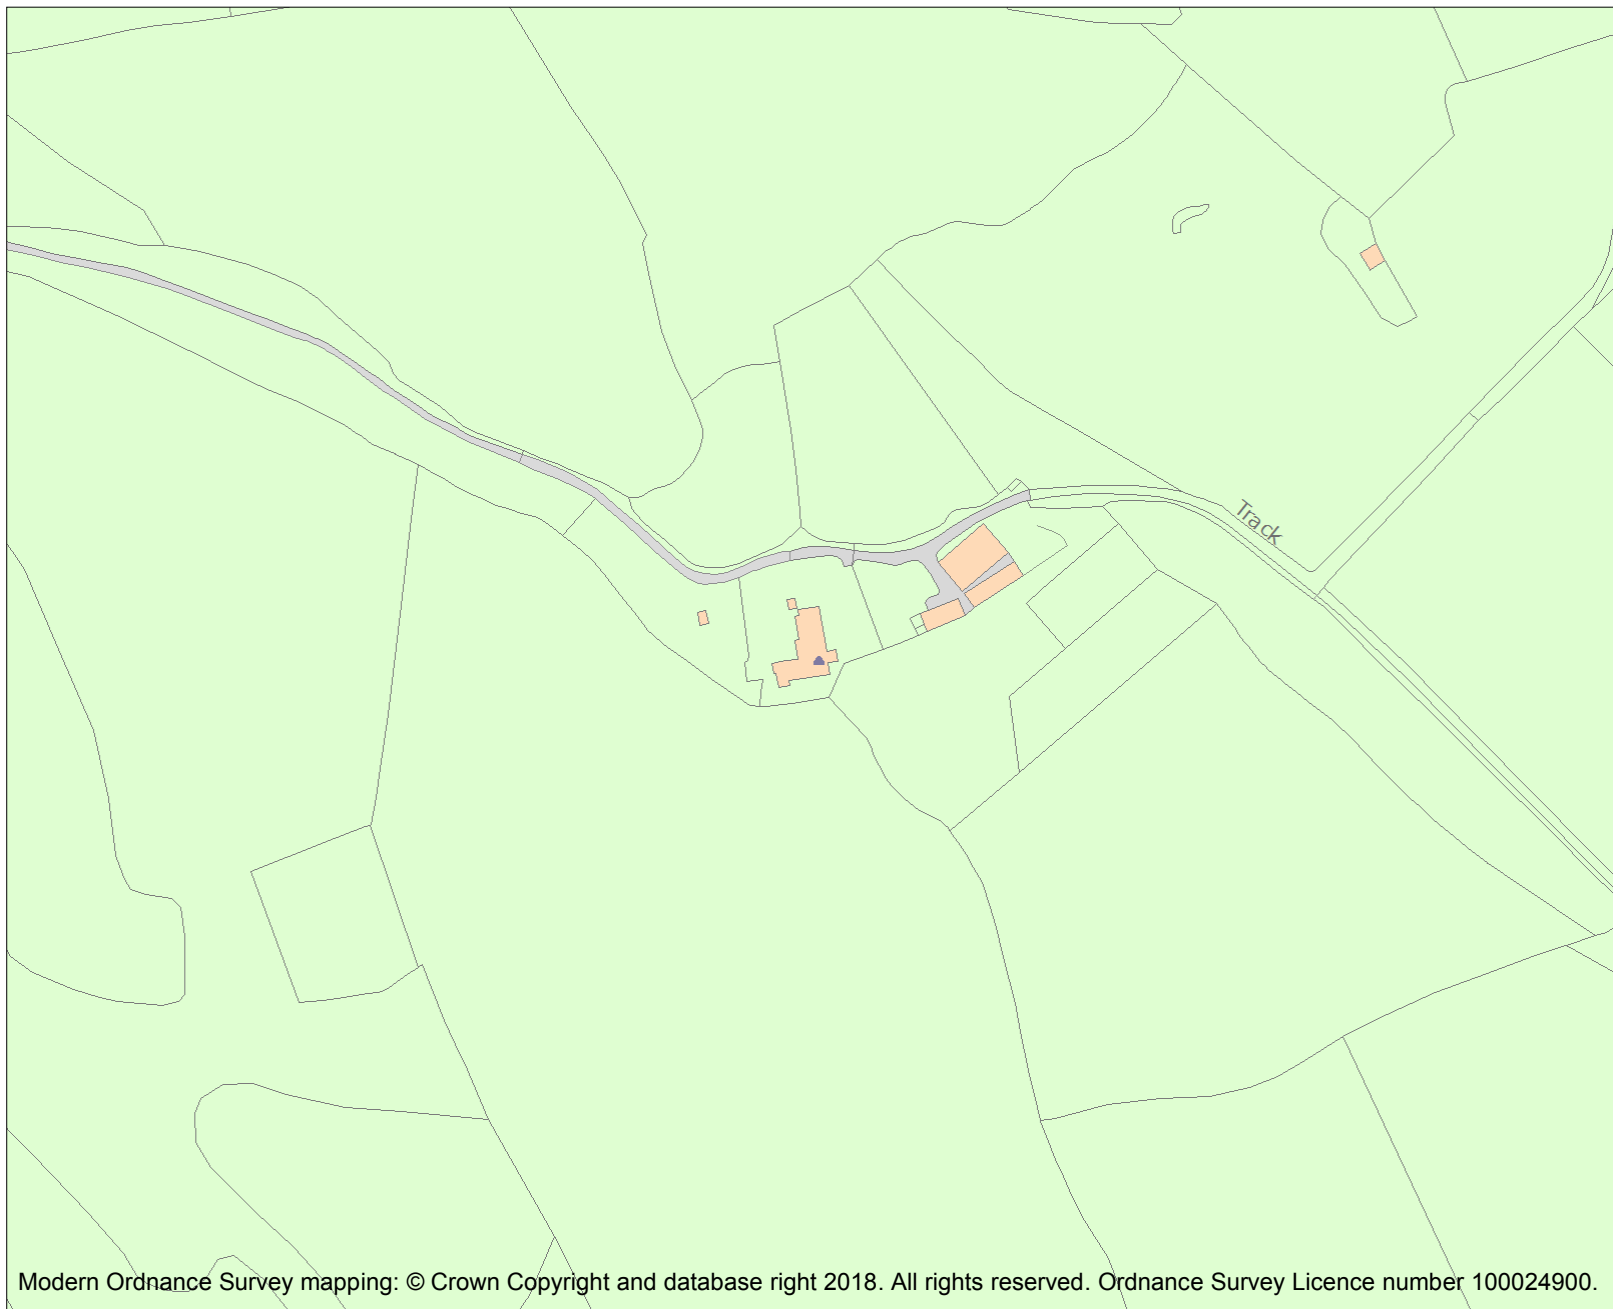 Track
Modern Ordnance Survey mapping: © Crown Copyright and database right 2018. All rights reserved. Ordnance Survey Licence number 100024900.